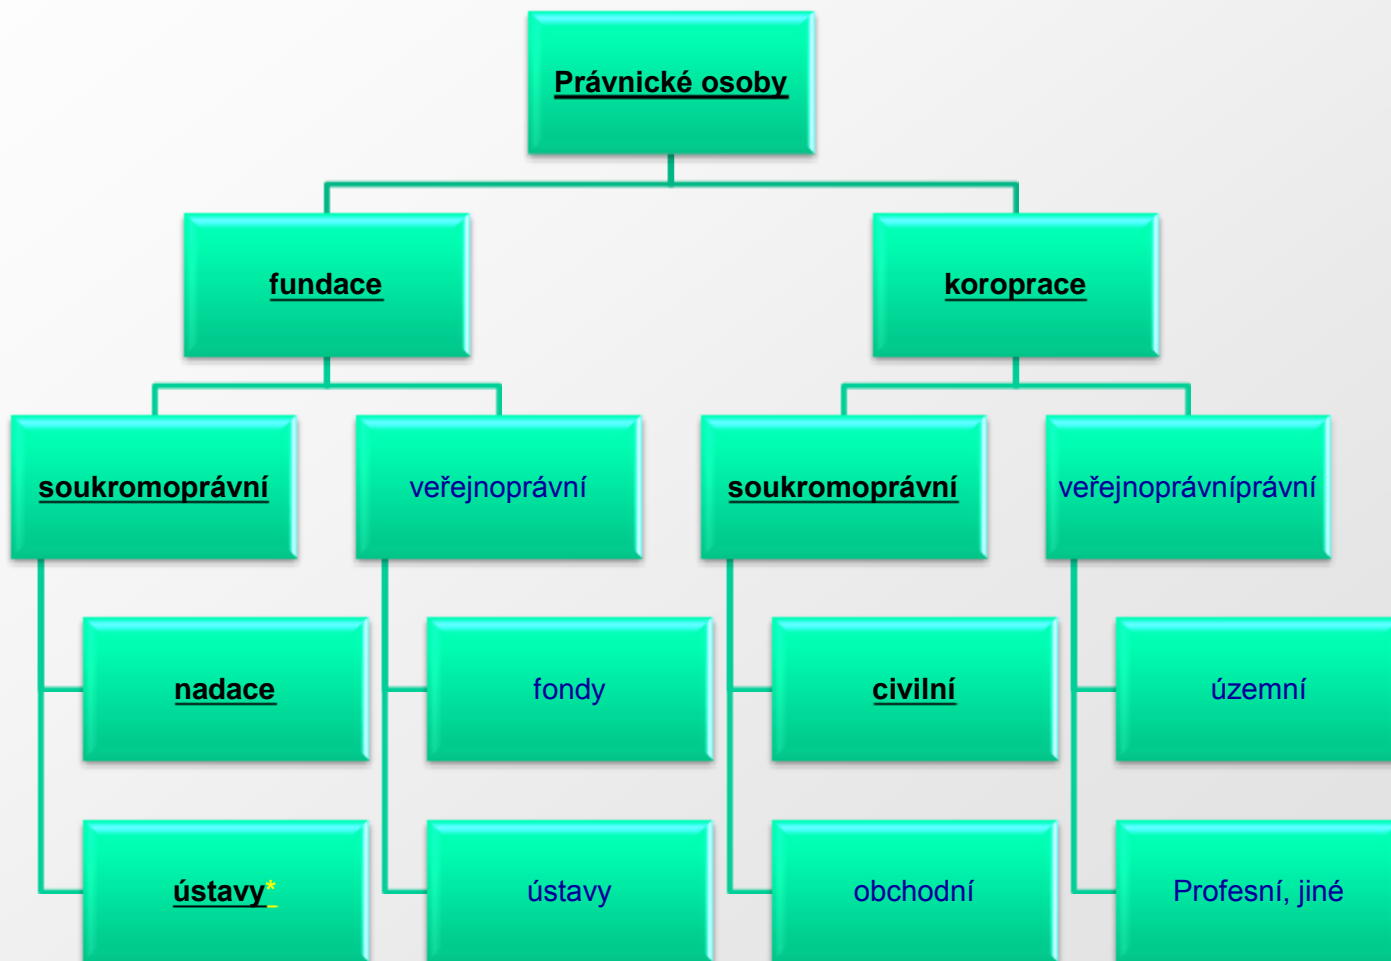 Právnické osoby
fundace
koroprace
soukromoprávní
veřejnoprávní
soukromoprávní
veřejnoprávníprávní
nadace
fondy
civilní
územní
ústavy*
ústavy
obchodní
Profesní, jiné